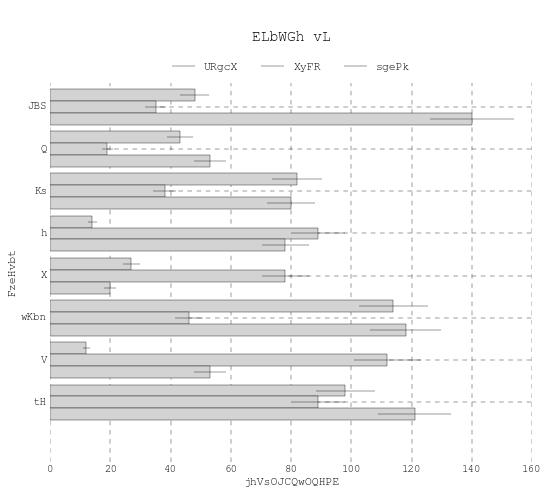 ELbWGh vL
URgcX XyFR sgePk
JBS
Q
Ks
h
X
wKbn
V
tH
FzeHvbt
0 20 40 60 80 100 120 140 160
jhVsOJCQwOQHPE